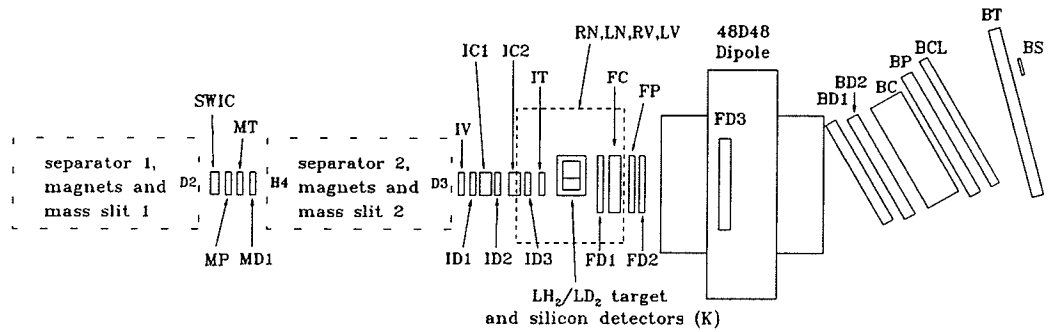 RN,LN,RV,LV
48D48
Dipole
BT
BS
BCL
BP
BC
BD2
BD1
IC1
IC2
IT
FC
FP
FD3
SWIC
MT
IV
separator 1,
magnets and
mass slit 1
D2
H4
separator 2,
magnets and
mass slit 2
D3
MP
MD1
ID1
ID2
ID3
FD1
FD2
LH₂/LD₂ target
and silicon detectors (K)